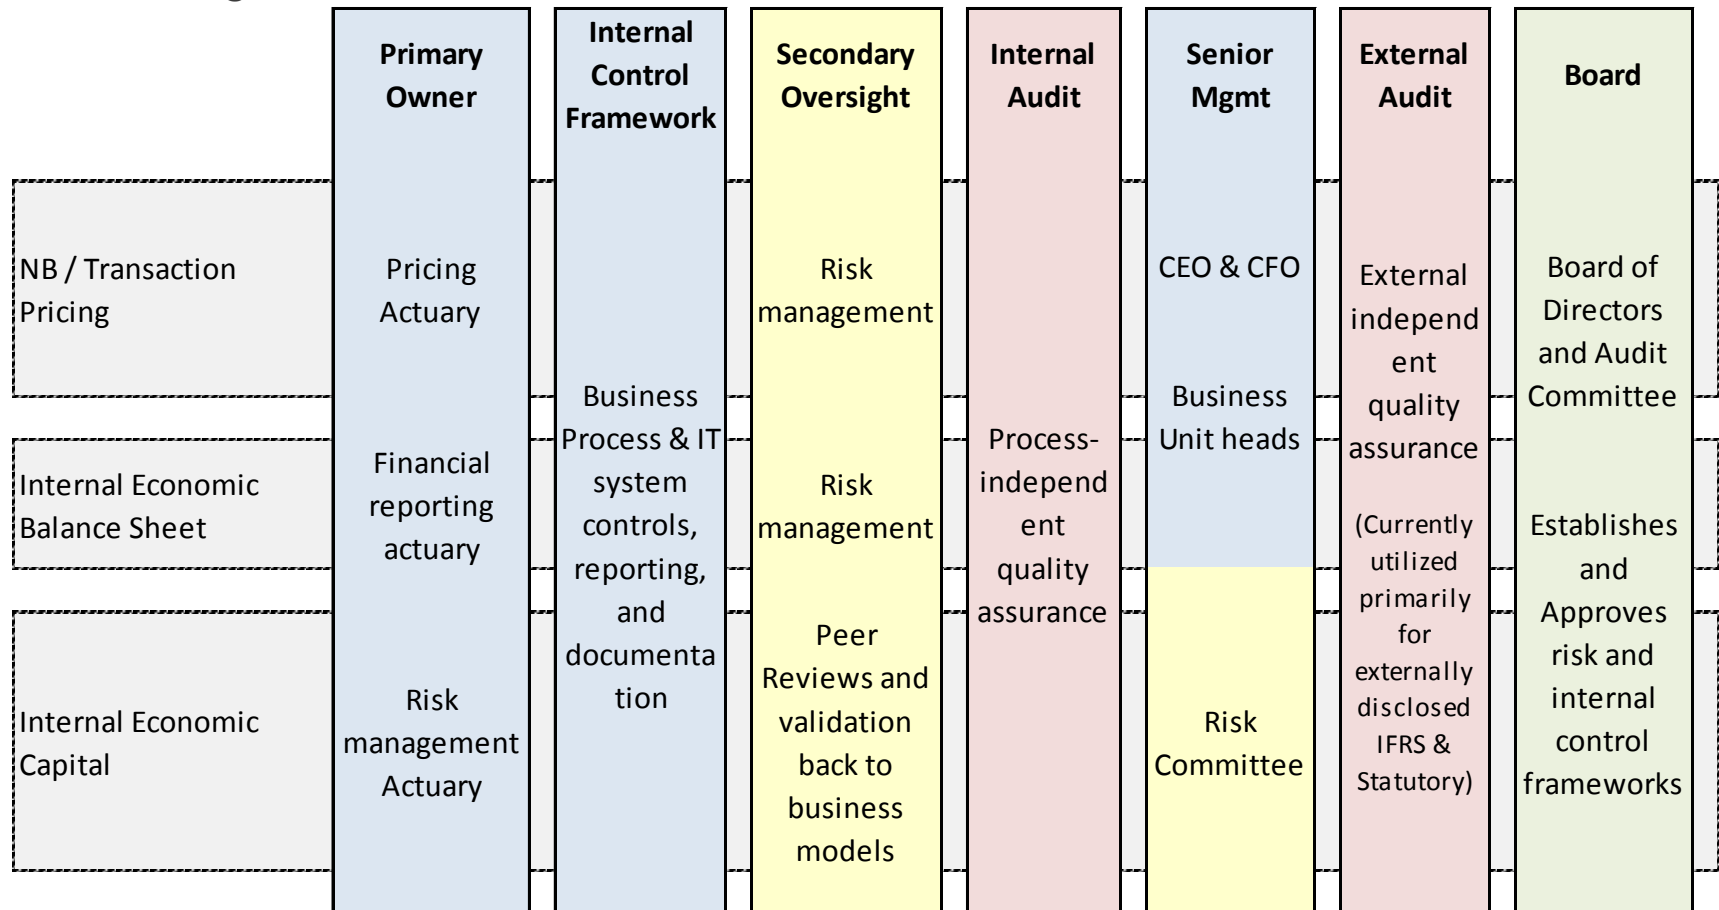 Primary
Owner
Internal
Control
Framework
Secondary
Oversight
Internal
Audit
Senior
Mgmt
External
Audit
Board
NB / Transaction
Pricing
Pricing
Actuary
Risk
management
CEO & CFO
Business
Unit heads
External
independ
ent
quality
assurance
(Currently
utilized
primarily
for
externally
disclosed
IFRS &
Statutory)
Board of
Directors
and Audit
Committee
Establishes
and
Approves
risk and
internal
control
frameworks
Business
Process & IT
system
controls,
reporting,
and
documenta
tion
Process-
independ
ent
quality
assurance
Internal Economic
Balance Sheet
Financial
reporting
actuary
Risk
management
Internal Economic
Capital
Risk
management
Actuary
Peer
Reviews and
validation
back to
business
models
Risk
Committee